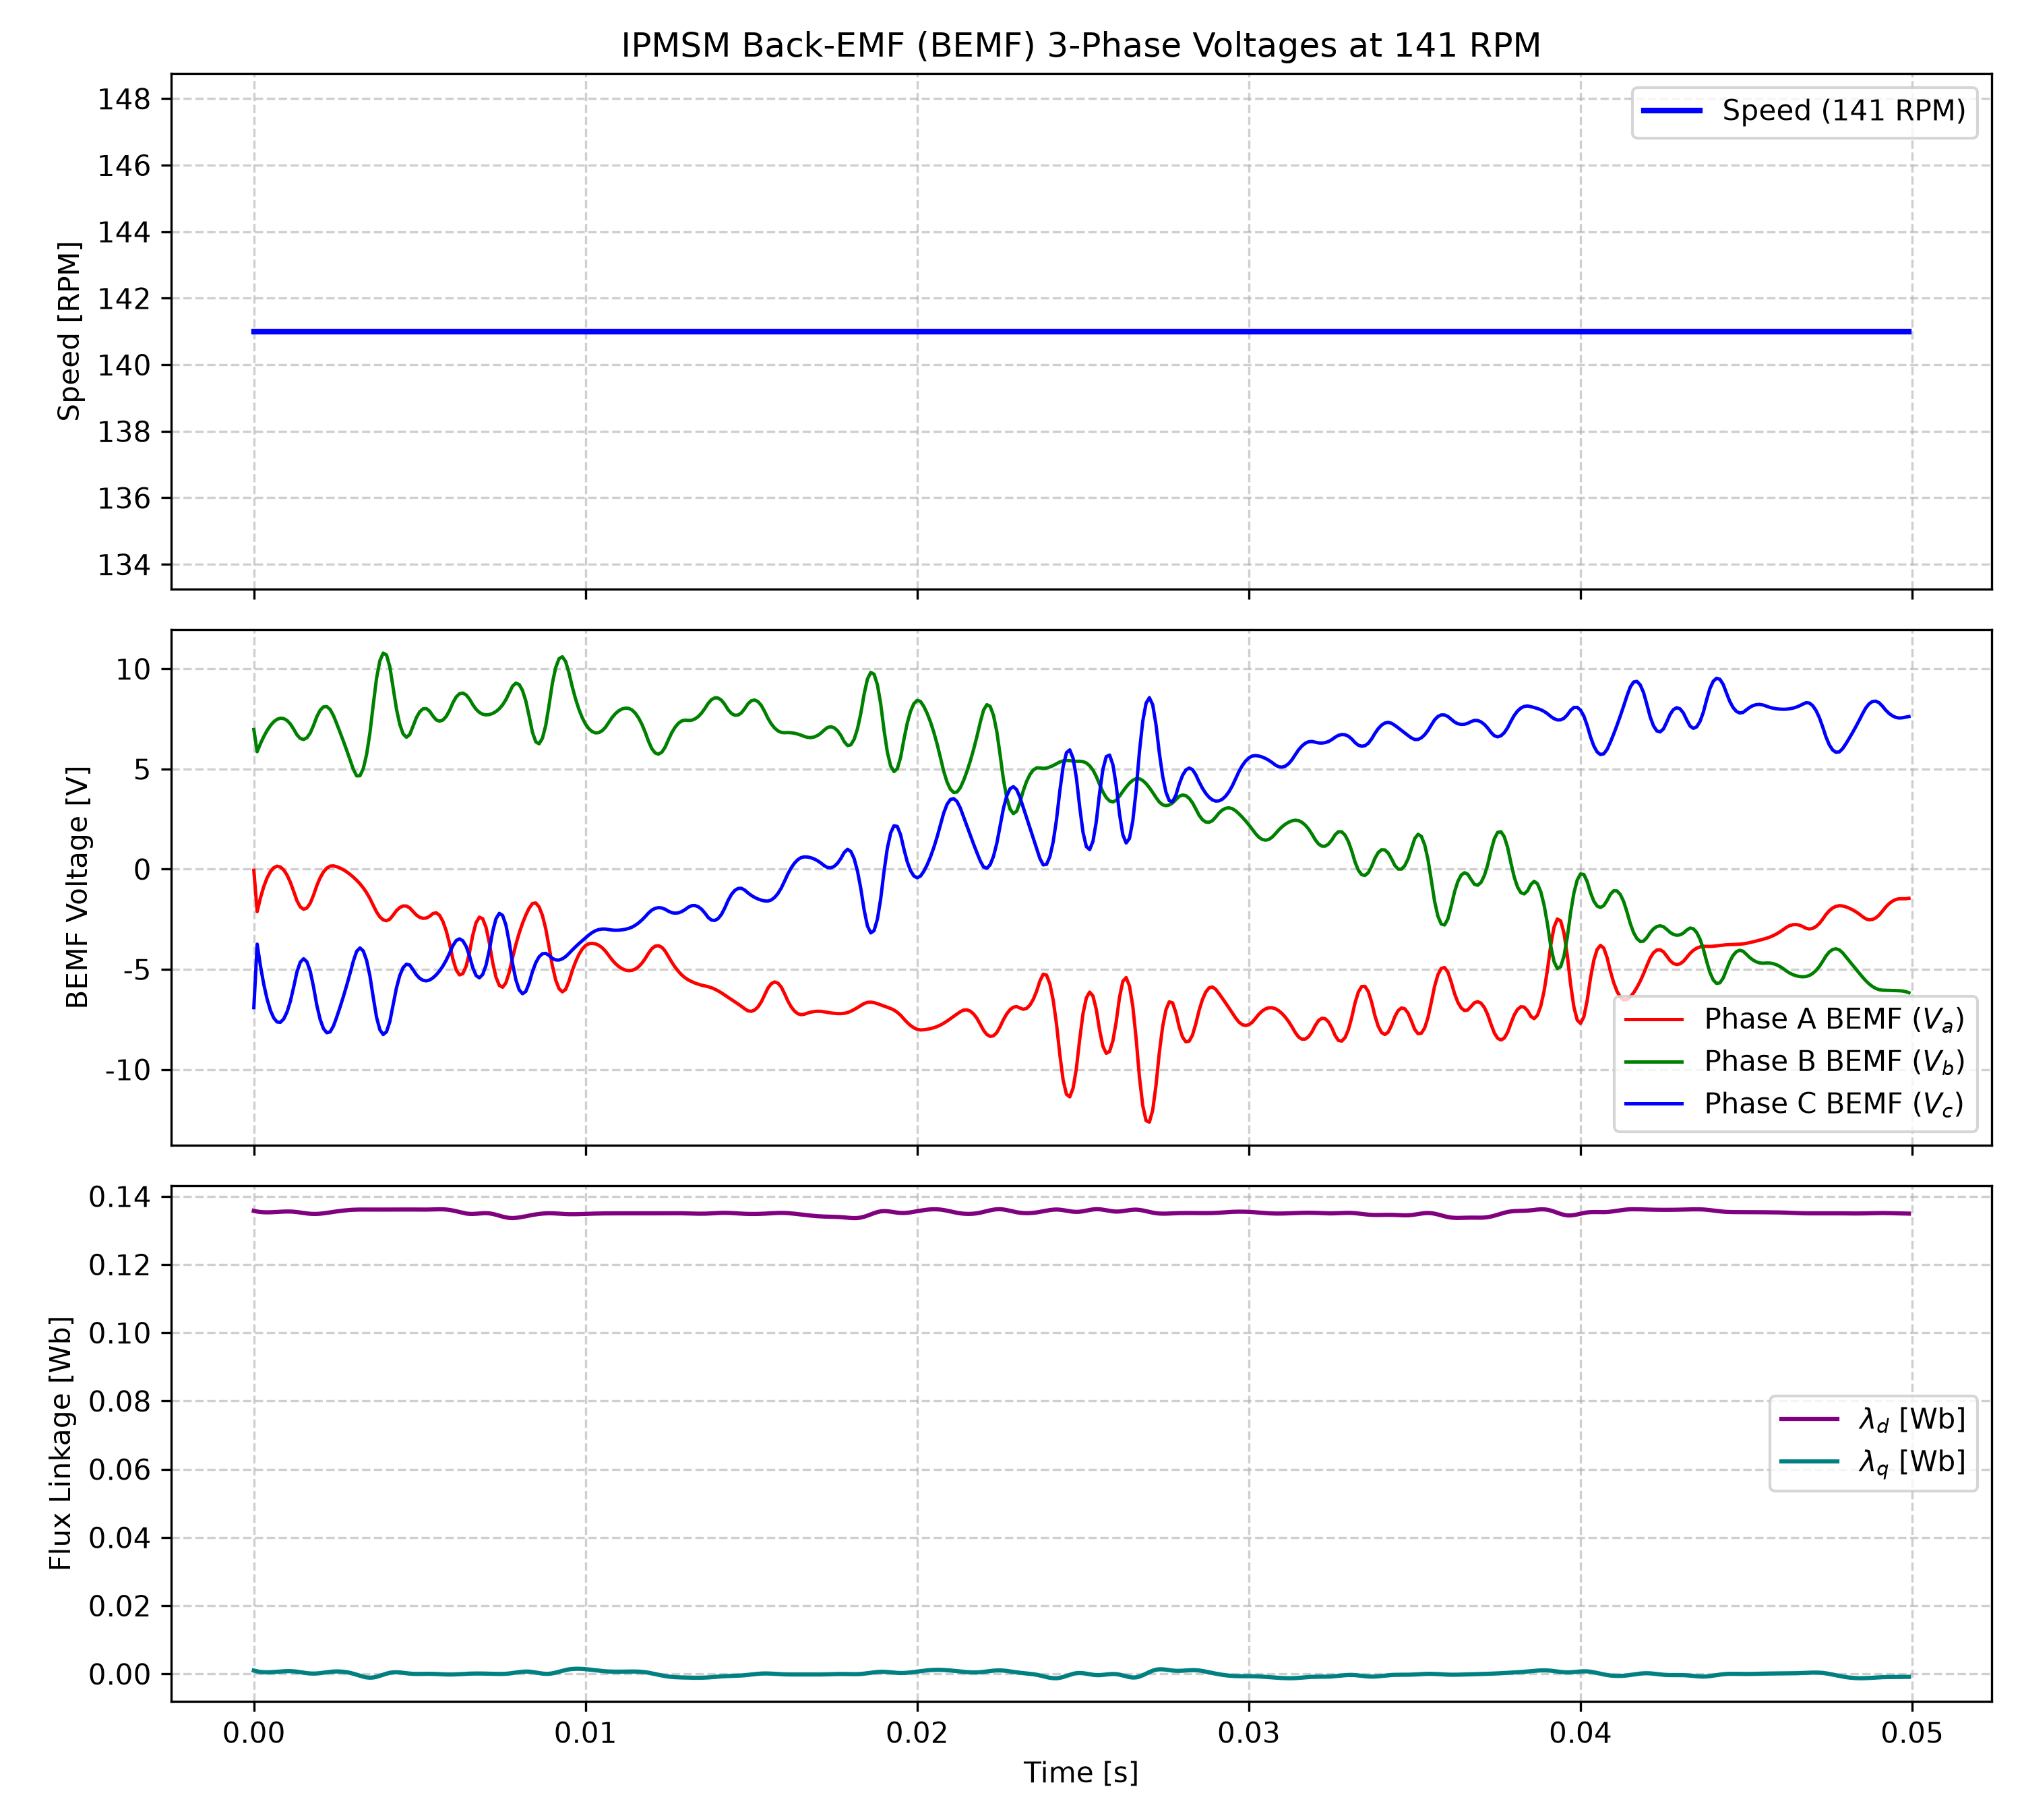 IPMSM Back-EMF (BEMF) 3-Phase Voltages at 141 RPM
148
146
144
142
140
138
136
134
Speed [RPM]
Speed (141 RPM)
10
5
0
-5
-10
BEMF Voltage [V]
Phase A BEMF (Va)
Phase B BEMF (Vb)
Phase C BEMF (Vc)
0.14
0.12
0.10
0.08
0.06
0.04
0.02
0.00
Flux Linkage [Wb]
λd [Wb]
λq [Wb]
0.00 0.01 0.02 0.03 0.04 0.05
Time [s]